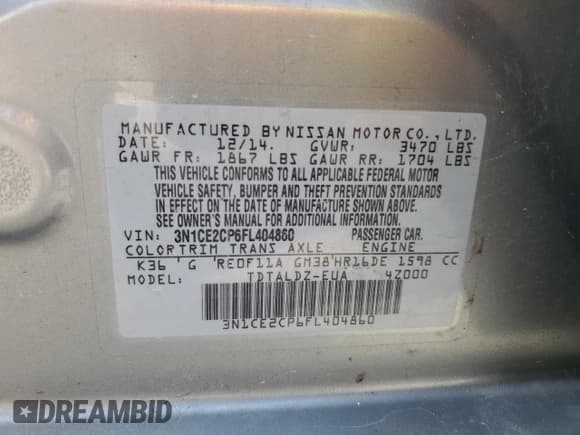 MANUFACTURED BY NISSAN MOTOR CO., LTD.
DATE: 12/14. GVWR: 3470 LBS
GAWR FR: 1867 LBS GAWR RR: 1704 LBS
THIS VEHICLE CONFORMS TO ALL APPLICABLE FEDERAL MOTOR
VEHICLE SAFETY, BUMPER AND THEFT PREVENTION STANDARDS
IN EFFECT ON THE DATE OF MANUFACTURE SHOWN ABOVE.
SEE OWNER'S MANUAL FOR ADDITIONAL INFORMATION.
VIN: 3N1CE2CP6FL404860 PASSENGER CAR.
COLOR TRIM TRANS AXLE ENGINE
K36 G RE0F11A GM38 HR16DE 1598 CC
MODEL: TDTALDZ-EUA 4Z000
3N1CE2CP6FL404860
DREAMBID